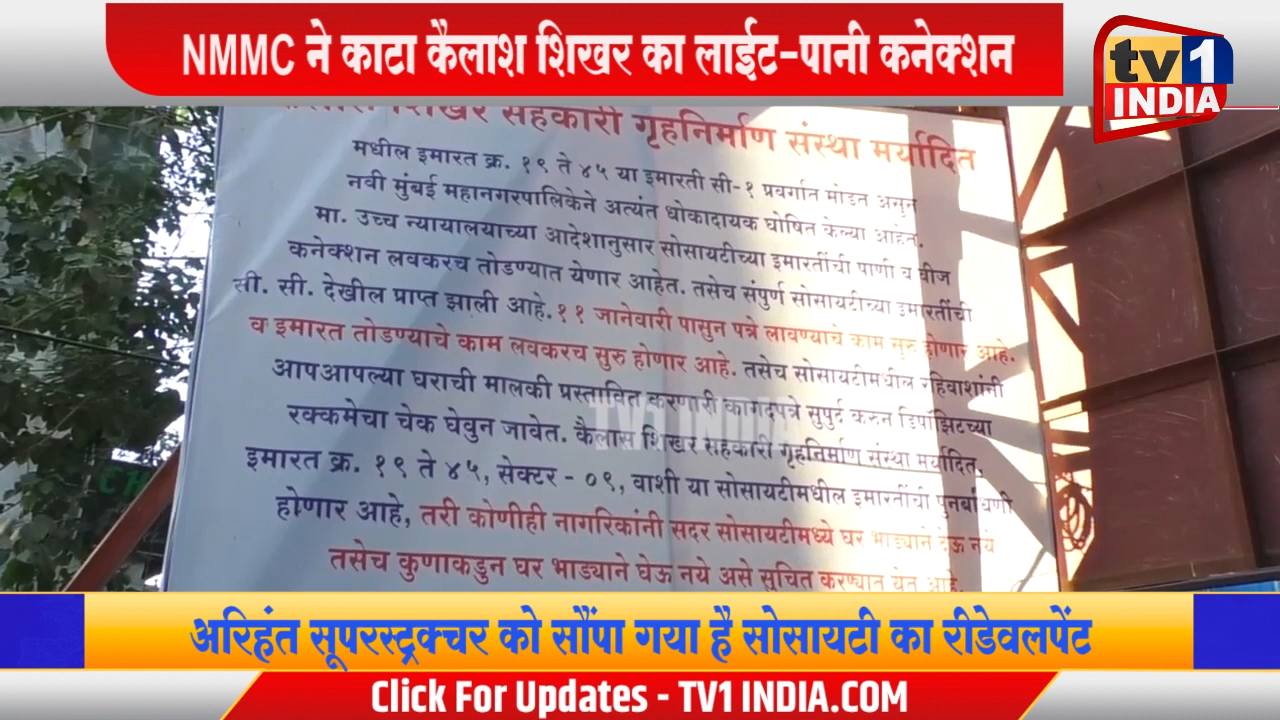 NMMC ने काटा कैलाश शिखर का लाईट-पानी कनेक्शन
tv1
INDIA
शिखर सहकारी गृहनिर्माण संस्था मर्यादित
मधील इमारत क्र. १९ ते ४५ या इमारती सी-१ प्रवर्गात मोडत असुन
नवी मुंबई महानगरपालिकेने अत्यंत धोकादायक घोषित केल्या आहेत.
मा. उच्च न्यायालयाच्या आदेशानुसार सोसायटीच्या इमारतींची पाणी व वीज
कनेक्शन लवकरच तोडण्यात येणार आहेत. तसेच संपुर्ण सोसायटीच्या इमारतींची
सी. सी. देखील प्राप्त झाली आहे. ११ जानेवारी पासुन पत्रे लावण्याचे काम सुरु होणार आहे.
व इमारत तोडण्याचे काम लवकरच सुरु होणार आहे. तसेच सोसायटीमधील रहिवाशांनी
आपआपल्या घराची मालकी प्रस्तावित करणारी कागदपत्रे सुपुर्द करुन डिपॉझिटच्या
रक्कमेचा चेक घेवुन जावेत. कैलास शिखर सहकारी गृहनिर्माण संस्था मर्यादित,
इमारत क्र. १९ ते ४५, सेक्टर - ०९, वाशी या सोसायटीमधील इमारतींची पुनर्बांधणी
होणार आहे, तरी कोणीही नागरिकांनी सदर सोसायटीमध्ये घर भाड्याने देऊ नये
तसेच कुणाकडुन घर भाड्याने घेऊ नये असे सुचित करण्यात येत आहे.
TV1 INDIA
अरिहंत सूपरस्ट्रक्चर को सौंपा गया है सोसायटी का रीडेवलपेंट
Click For Updates - TV1 INDIA.COM